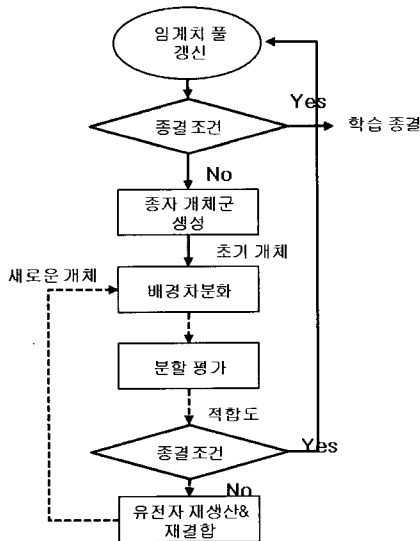 임계치 풀
갱신
Yes
종결 조건
학습 종결
No
종자 개체군
생성
초기 개체
새로운 개체
배경차분화
분할 평가
적합도
종결 조건
Yes
No
유전자 재생산&
재결합